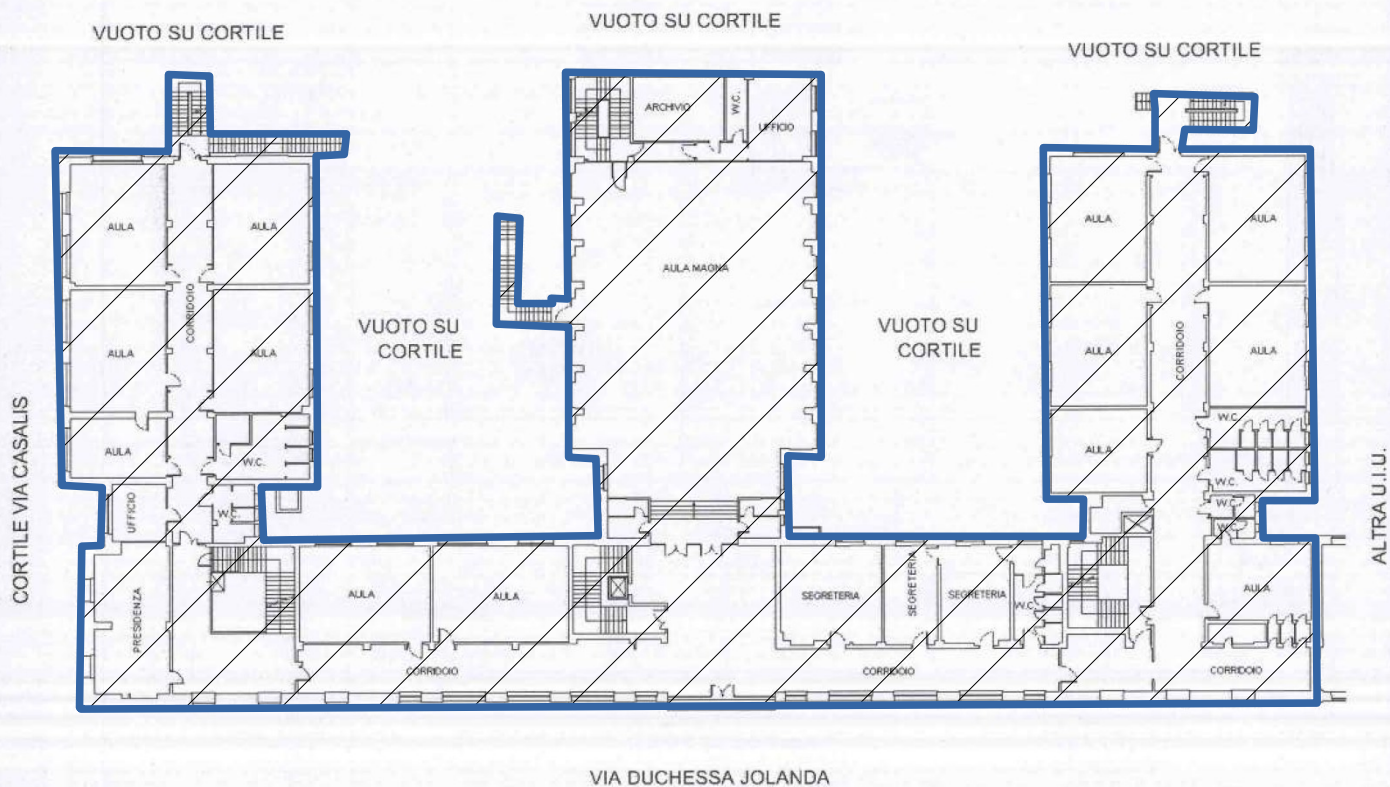 VUOTO SU CORTILE
VUOTO SU CORTILE
VUOTO SU CORTILE
ARCHIVIO
W.C.
UFFICIO
AULA
AULA
AULA MAGNA
AULA
AULA
CORRIDOIO
VUOTO SU
CORTILE
VUOTO SU
CORTILE
AULA
AULA
AULA
CORRIDOIO
AULA
AULA
W.C.
AULA
W.C.
W.C.
CORTILE VIA CASALIS
UFFICIO
W.C.
W.C.
W.C.
ALTRA U.I.U.
PRESIDENZA
AULA
AULA
SEGRETERIA
SEGRETERIA
SEGRETERIA
W.C.
AULA
CORRIDOIO
CORRIDOIO
CORRIDOIO
VIA DUCHESSA JOLANDA